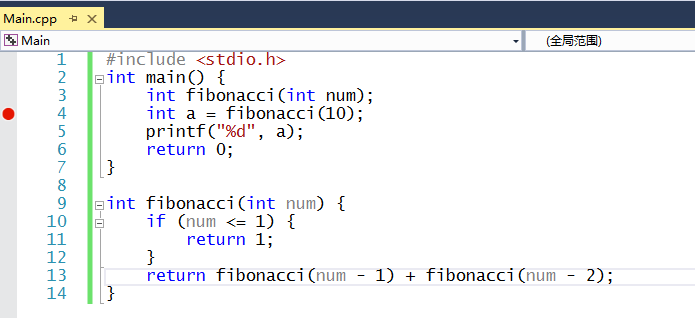 Main.cpp
Main
(全局范围)
1 #include <stdio.h>
2 int main() {
3 int fibonacci(int num);
4 int a = fibonacci(10);
5 printf("%d", a);
6 return 0;
7 }
8
9 int fibonacci(int num) {
10 if (num <= 1) {
11 return 1;
12 }
13 return fibonacci(num - 1) + fibonacci(num - 2);
14 }